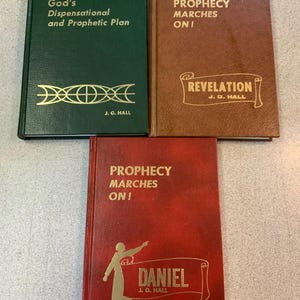 God's
Dispensational
and Prophetic Plan
J. G. HALL
PROPHECY
MARCHES
ON!
REVELATION
J. G. HALL
PROPHECY
MARCHES
ON!
DANIEL
J. G. HALL